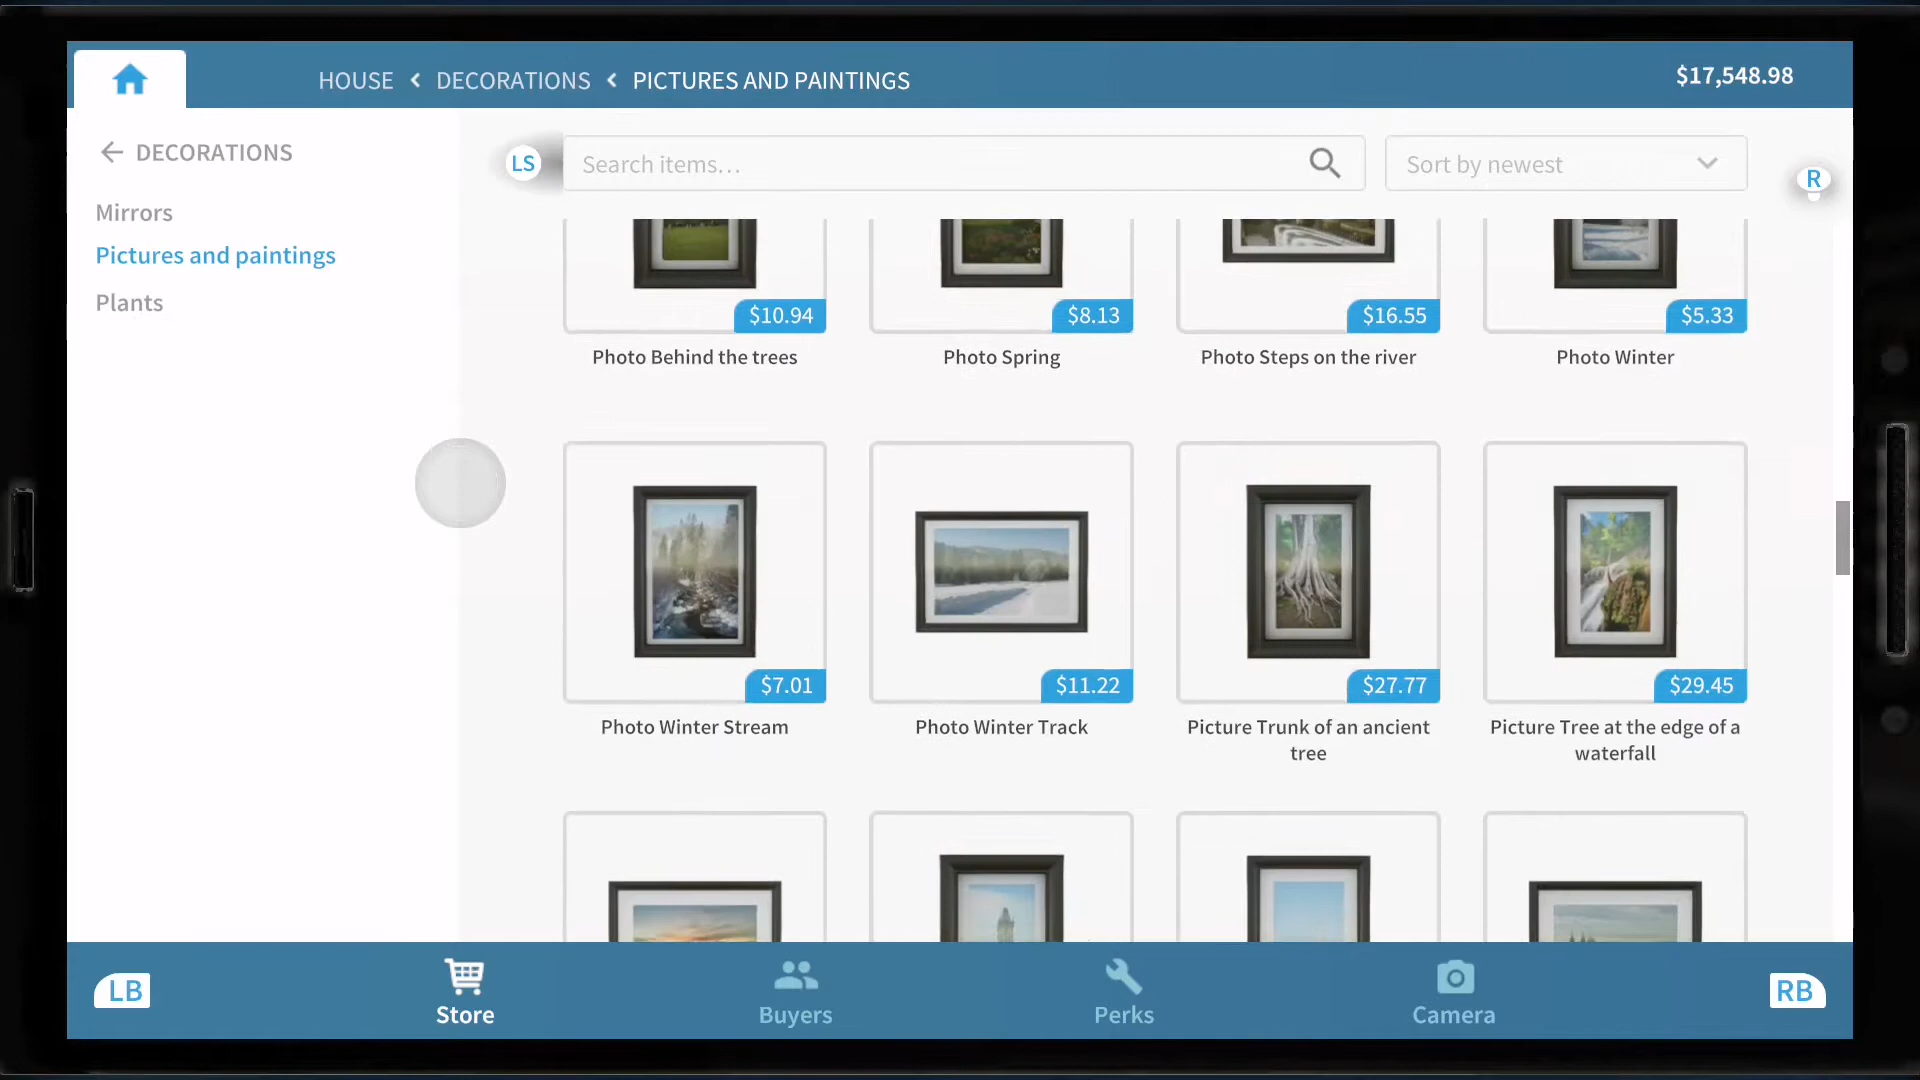 HOUSE < DECORATIONS < PICTURES AND PAINTINGS
$17,548.98
DECORATIONS
Mirrors
Pictures and paintings
Plants
LS
Search items...
Sort by newest
R
$10.94
$8.13
$16.55
$5.33
Photo Behind the trees
Photo Spring
Photo Steps on the river
Photo Winter
$7.01
$11.22
$27.77
$29.45
Photo Winter Stream
Photo Winter Track
Picture Trunk of an ancient
tree
Picture Tree at the edge of a
waterfall
LB
Store
Buyers
Perks
Camera
RB